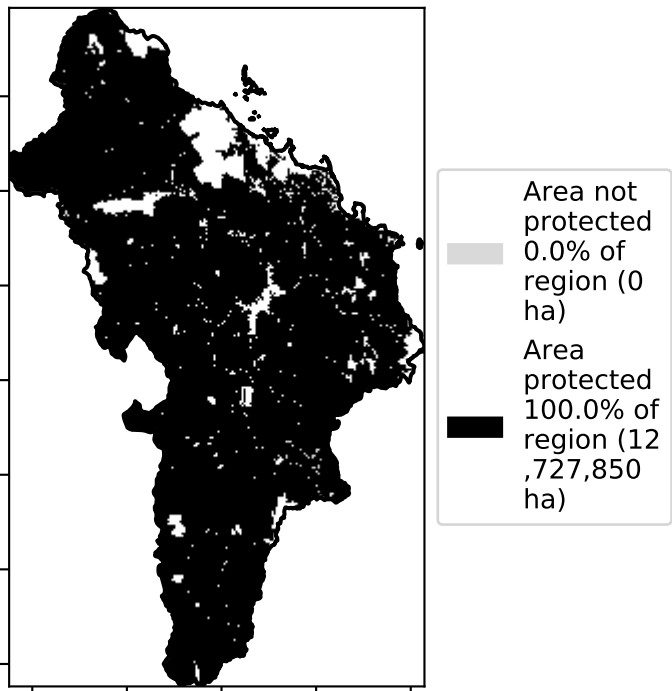 Area not
protected
0.0% of
region (0
ha)
Area
protected
100.0% of
region (12
,727,850
ha)